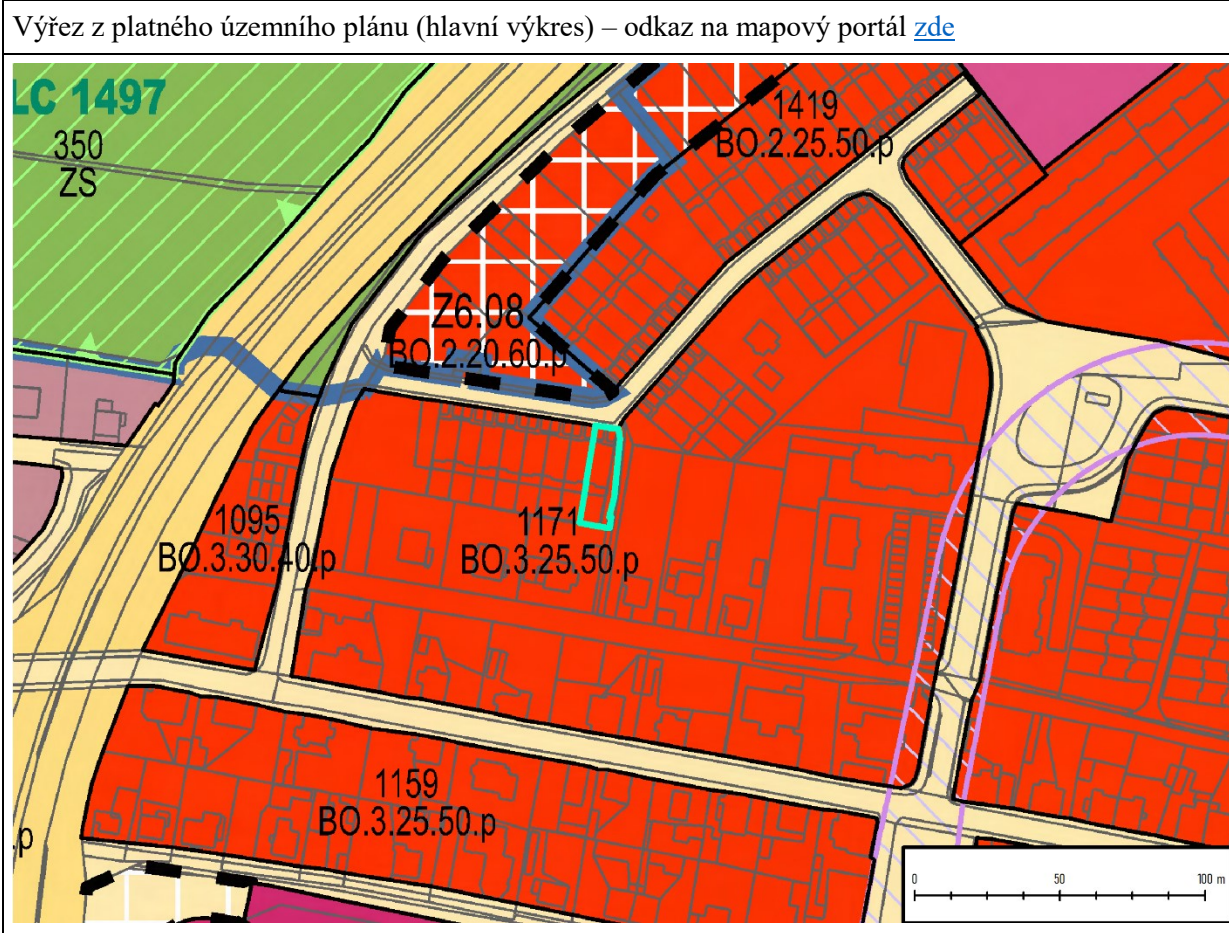 Výřez z platného územního plánu (hlavní výkres) – odkaz na mapový portál zde
LC 1497
350
ZS
1419
BO.2.25.50.p
Z6.08
BO.2.20.60.p
1095
BO.3.30.40.p
1171
BO.3.25.50.p
1159
BO.3.25.50.p
.p
0 50 100 m